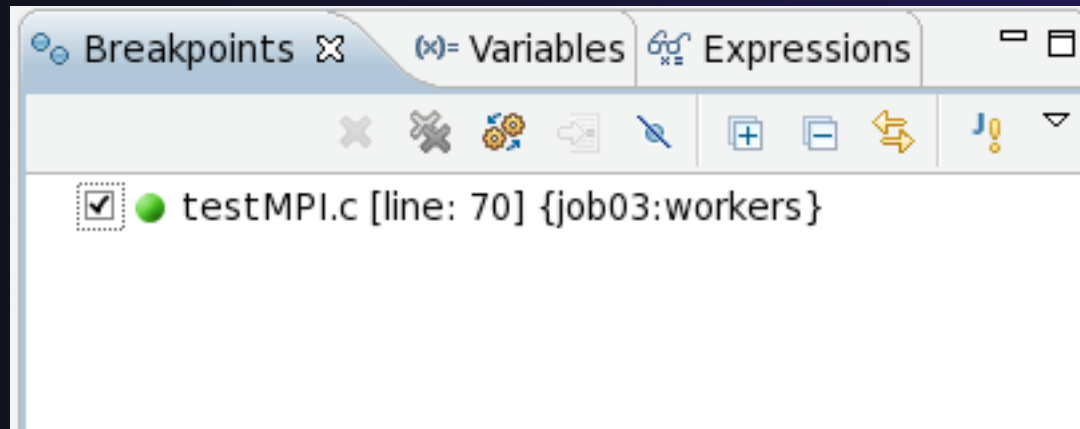 Breakpoints (x)= Variables Expressions
testMPI.c [line: 70] {job03:workers}